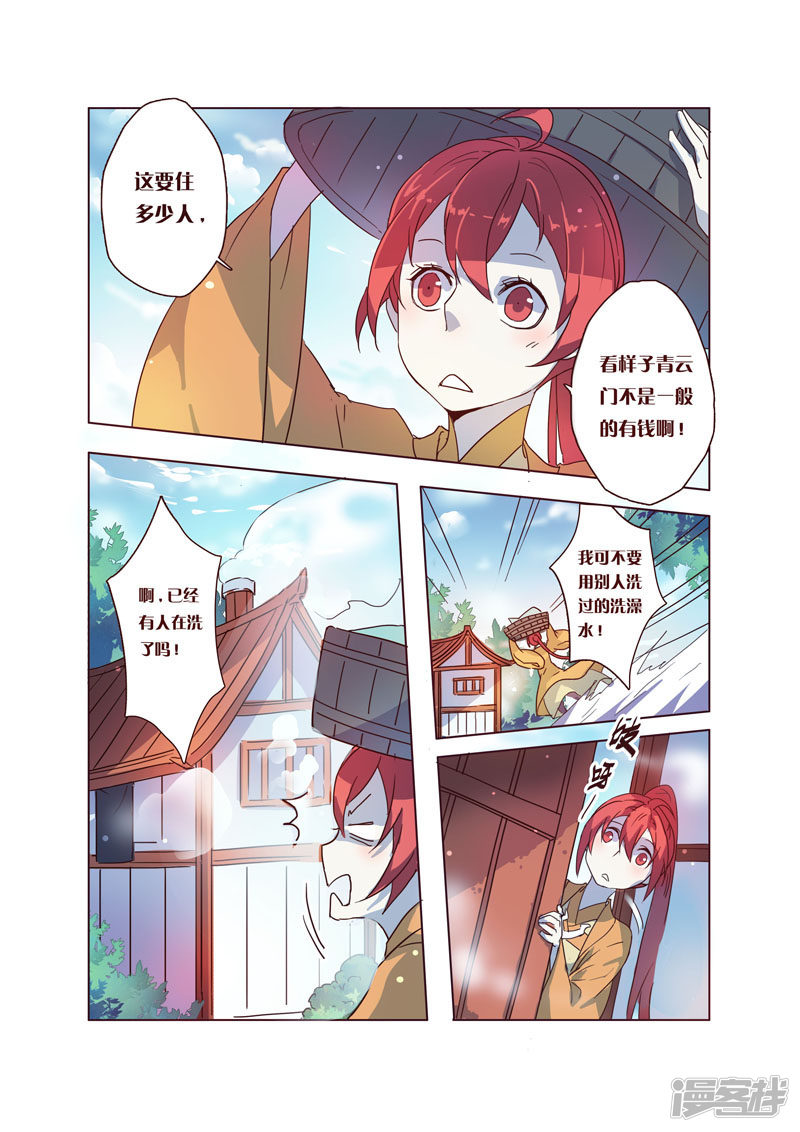 这要住
多少人，
看样子青云
门不是一般
的有钱啊！
啊，已经
有人在洗
了吗！
我可不要
用别人洗
过的洗澡
水！
吱
呀
漫客栈